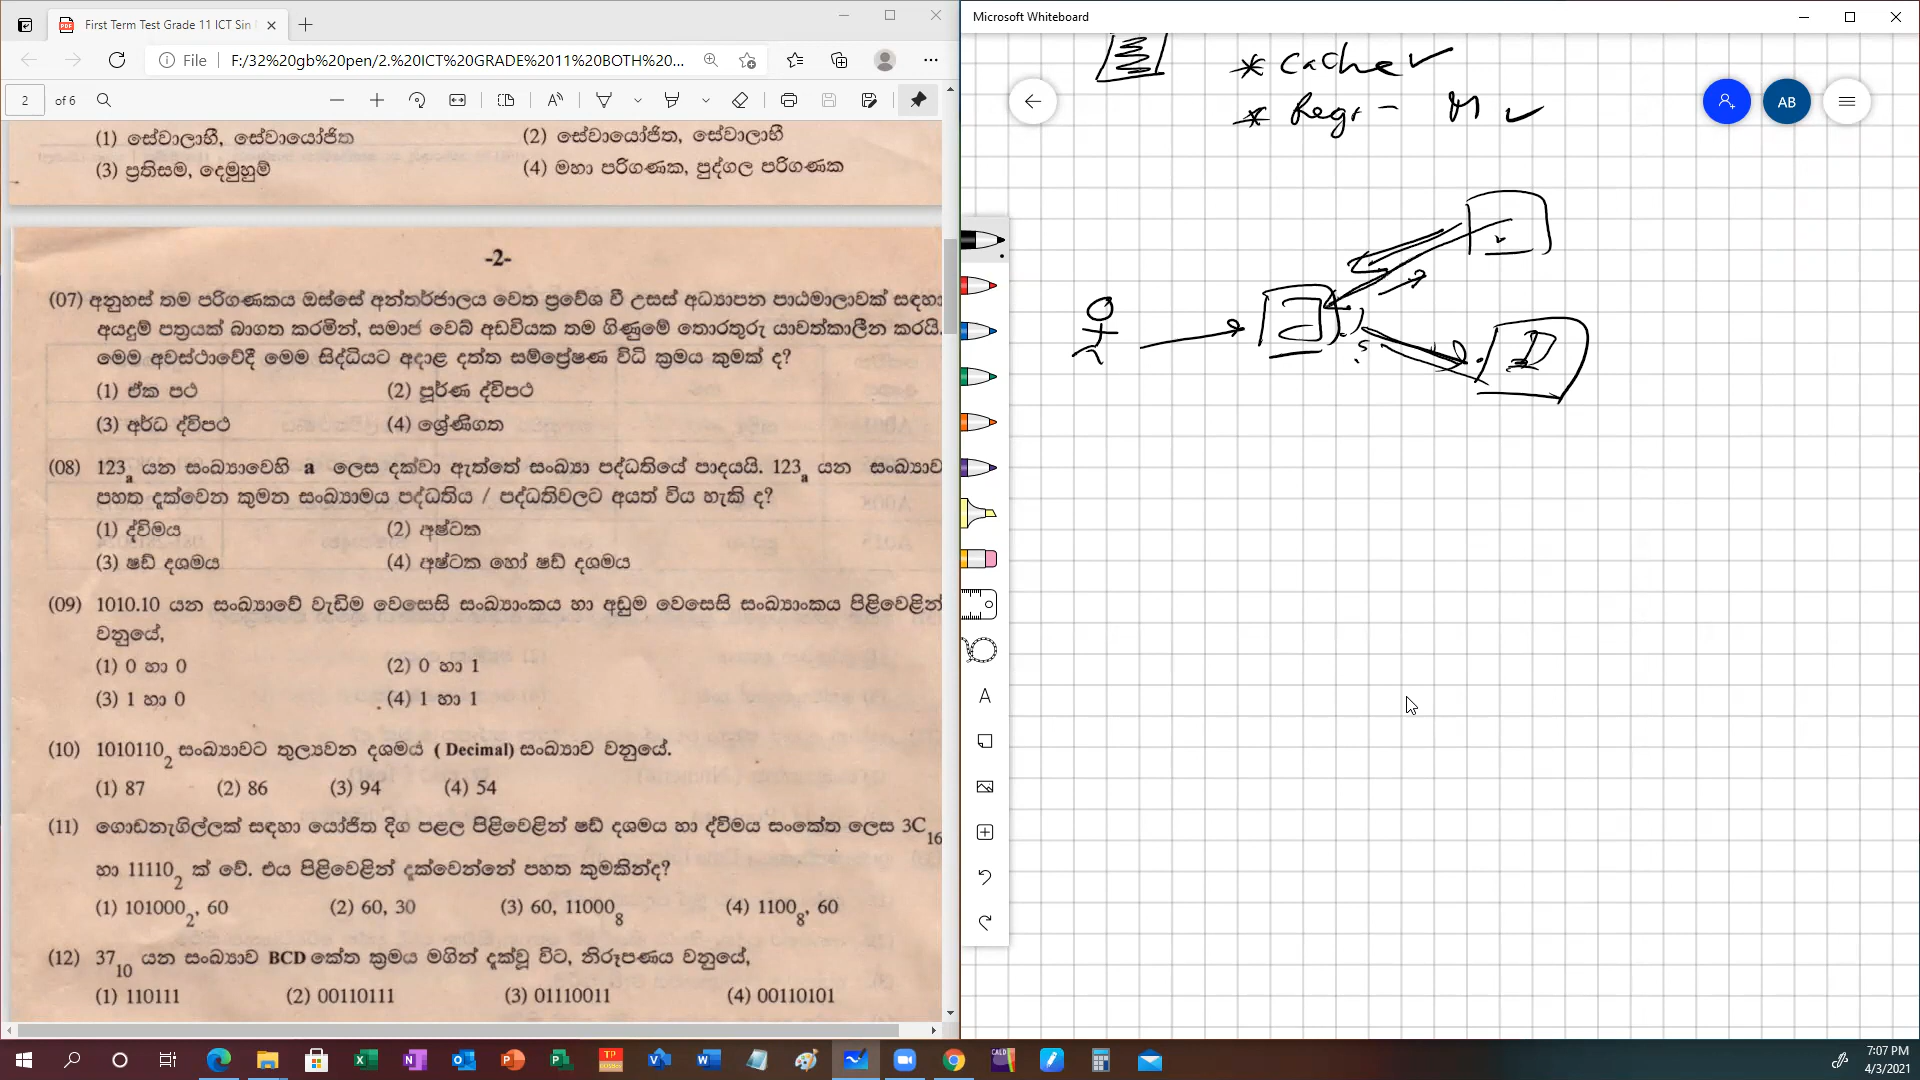 First Term Test Grade 11 ICT Sin
Microsoft Whiteboard
File
F:/32%20gb%20pen/2.%20ICT%20GRADE%2011%20BOTH%20...
2 of 6
(1) සේවාලාභී, සේවායෝජිත (2) සේවායෝජිත, සේවාලාභී
(3) ප්‍රතිසම, දෙමුහුම් (4) මහා පරිගණක, පුද්ගල පරිගණක
-2-
(07) අනුහස් තම පරිගණකය ඔස්සේ අන්තර්ජාලය වෙත ප්‍රවේශ වී උසස් අධ්‍යාපන පාඨමාලාවක් සඳහා
අයදුම් පත්‍රයක් බාගත කරමින්, සමාජ වෙබ් අඩවියක තම ගිණුමේ තොරතුරු යාවත්කාලීන කරයි.
මෙම අවස්ථාවේදී මෙම සිද්ධියට අදාළ දත්ත සම්ප්‍රේෂණ විධි ක්‍රමය කුමක් ද?
(1) ඒක පථ (2) පූර්ණ ද්විපථ
(3) අර්ධ ද්විපථ (4) ශ්‍රේණිගත
(08) 123a යන සංඛ්‍යාවෙහි a ලෙස දක්වා ඇත්තේ සංඛ්‍යා පද්ධතියේ පාදයයි. 123a යන සංඛ්‍යාව
පහත දැක්වෙන කුමන සංඛ්‍යාමය පද්ධතිය / පද්ධතිවලට අයත් විය හැකි ද?
(1) ද්විමය (2) අෂ්ටක
(3) ෂඩ් දශමය (4) අෂ්ටක හෝ ෂඩ් දශමය
(09) 1010.10 යන සංඛ්‍යාවේ වැඩිම වෙසෙසි සංඛ්‍යාංකය හා අඩුම වෙසෙසි සංඛ්‍යාංකය පිළිවෙළින්
වනුයේ,
(1) 0 හා 0 (2) 0 හා 1
(3) 1 හා 0 (4) 1 හා 1
(10) 1010110₂ සංඛ්‍යාවට තුල්‍යවන දශමය ( Decimal) සංඛ්‍යාව වනුයේ.
(1) 87 (2) 86 (3) 94 (4) 54
(11) ගොඩනැගිල්ලක් සඳහා යෝජිත දිග පළල පිළිවෙළින් ෂඩ් දශමය හා ද්විමය සංකේත ලෙස 3C₁₆
හා 11110₂ ක් වේ. එය පිළිවෙළින් දැක්වෙන්නේ පහත කුමකින්ද?
(1) 101000₂, 60 (2) 60, 30 (3) 60, 11000₈ (4) 1100₈, 60
(12) 37₁₀ යන සංඛ්‍යාව BCD කේත ක්‍රමය මගින් දැක්වූ විට, නිරූපණය වනුයේ,
(1) 110111 (2) 00110111 (3) 01110011 (4) 00110101
* Cache
* Regi - M
AB
A
7:07 PM
4/3/2021